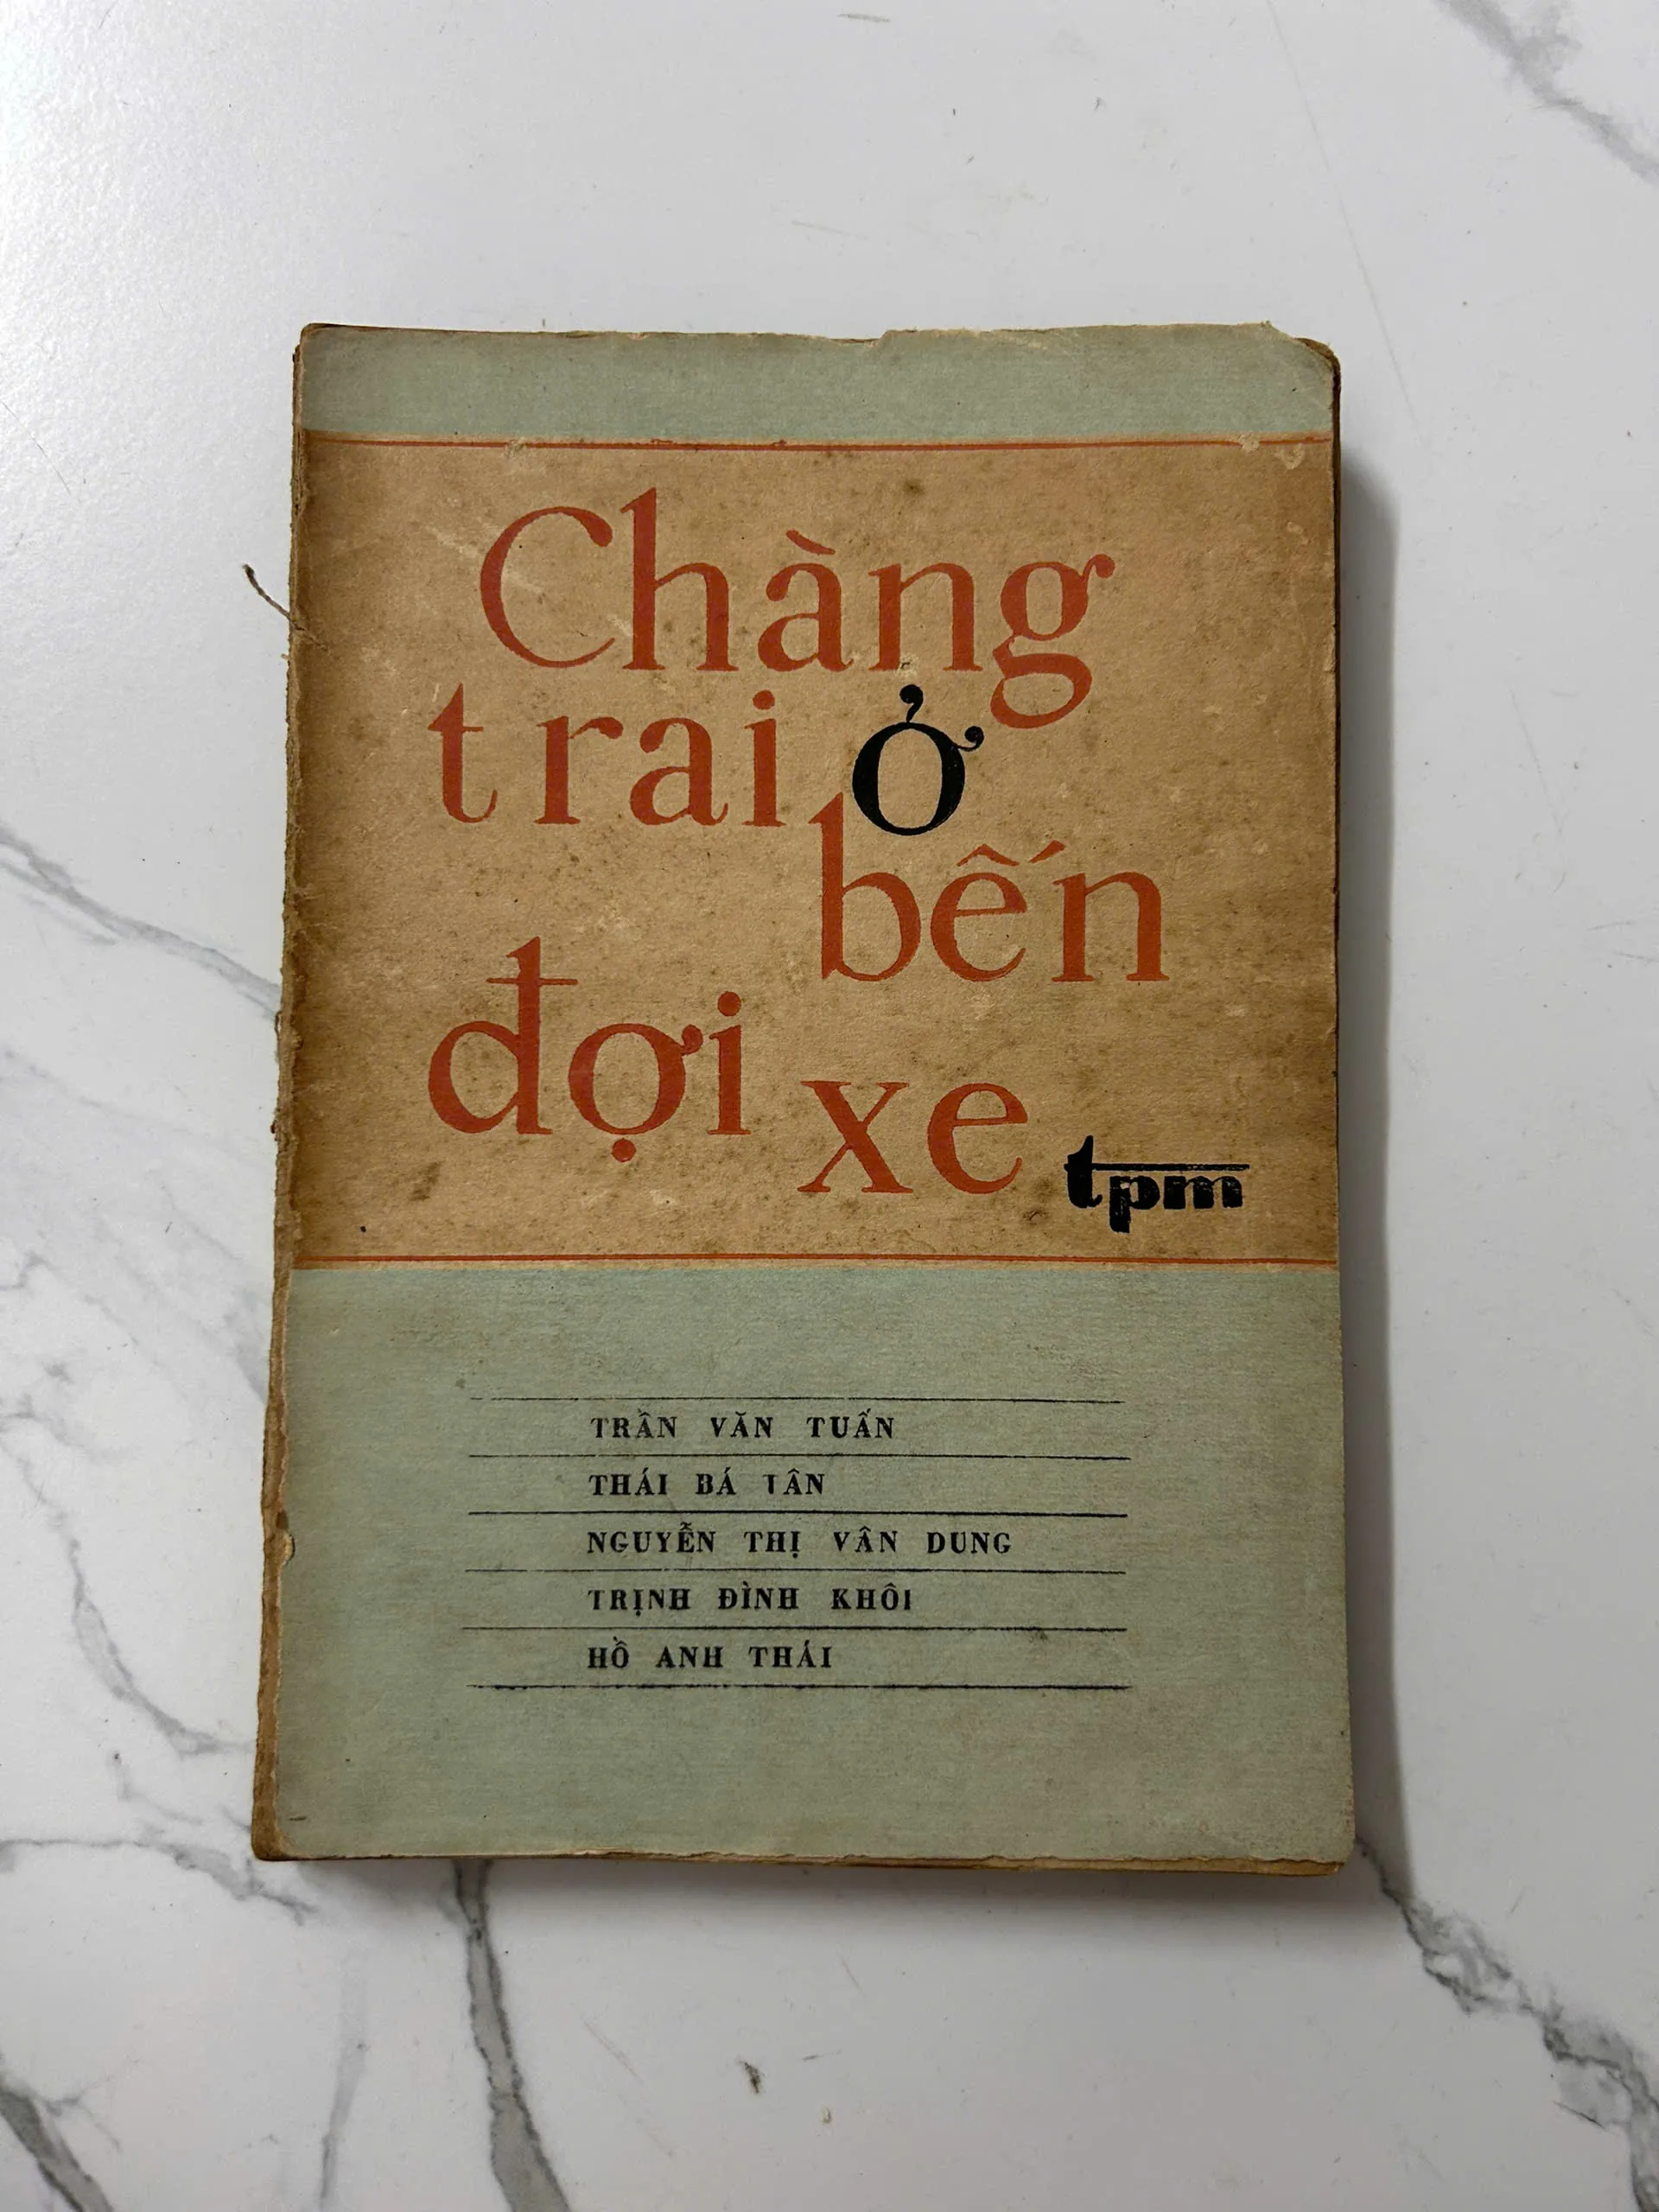 Chàng
trai ở
bến
đợi
xe
tpm
TRẦN VĂN TUẤN
THÁI BÁ TÂN
NGUYỄN THỊ VÂN DUNG
TRỊNH ĐÌNH KHÔI
HỒ ANH THÁI